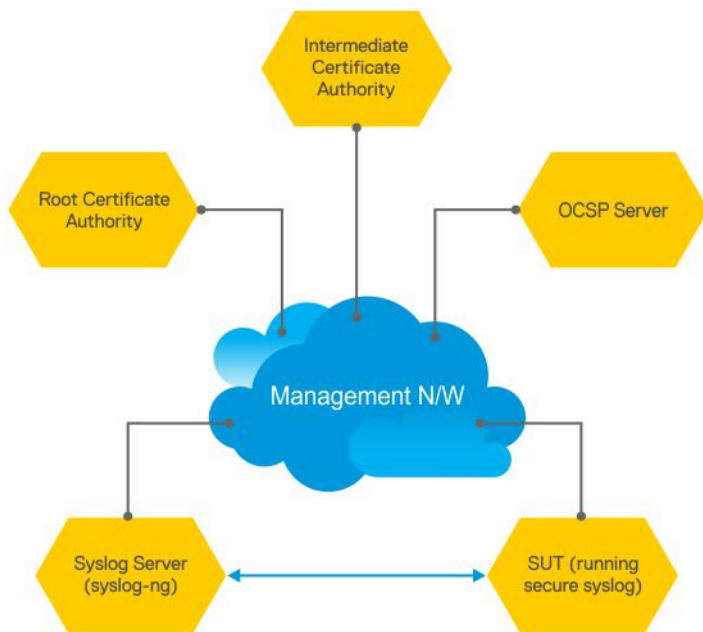 Intermediate
Certificate
Authority
Root Certificate
Authority
OCSP Server
Management N/W
Syslog Server
(syslog-ng)
SUT (running
secure syslog)